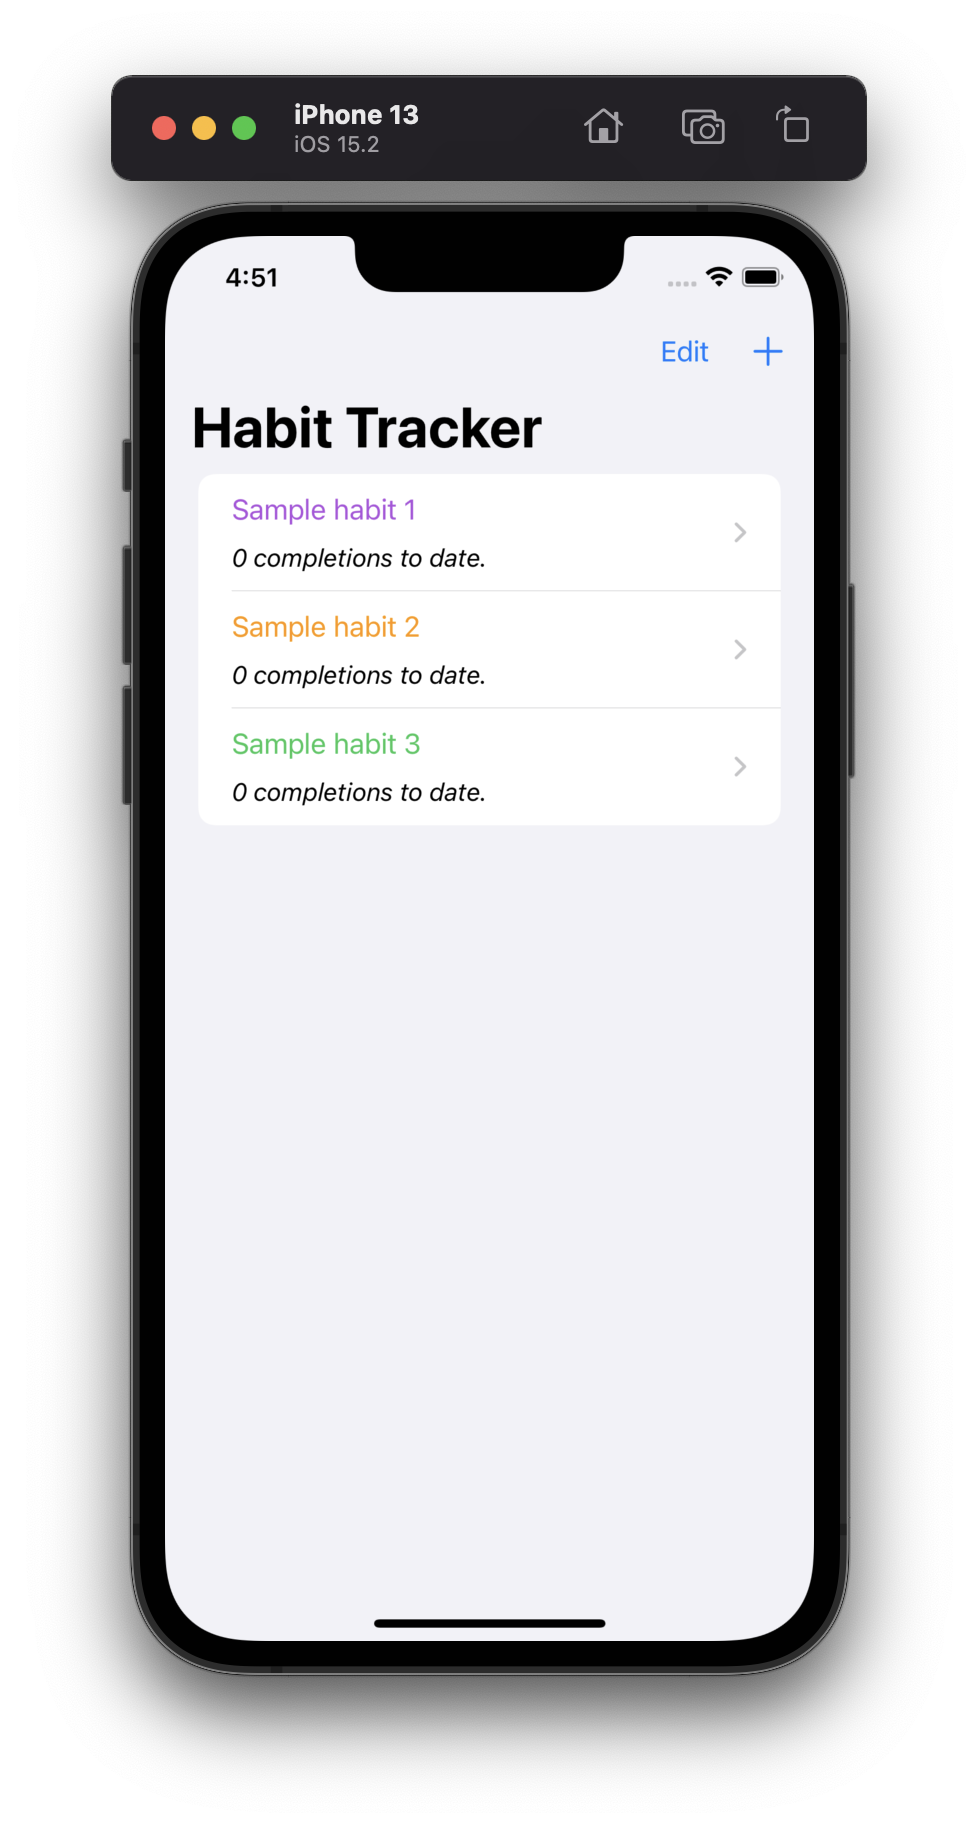 iPhone 13
iOS 15.2
4:51
Edit
Habit Tracker
Sample habit 1
0 completions to date.
Sample habit 2
0 completions to date.
Sample habit 3
0 completions to date.